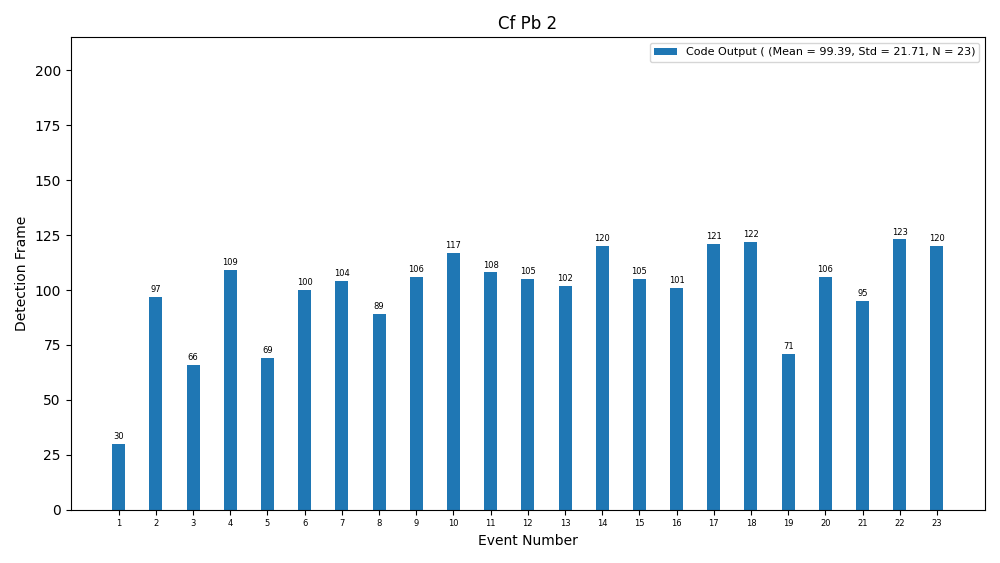 Cf Pb 2
Code Output ( (Mean = 99.39, Std = 21.71, N = 23)
200
175
150
125
100
75
50
25
0
Detection Frame
30 97 66 109 69 100 104 89 106 117 108 105 102 120 105 101 121 122 71 106 95 123 120
1 2 3 4 5 6 7 8 9 10 11 12 13 14 15 16 17 18 19 20 21 22 23
Event Number